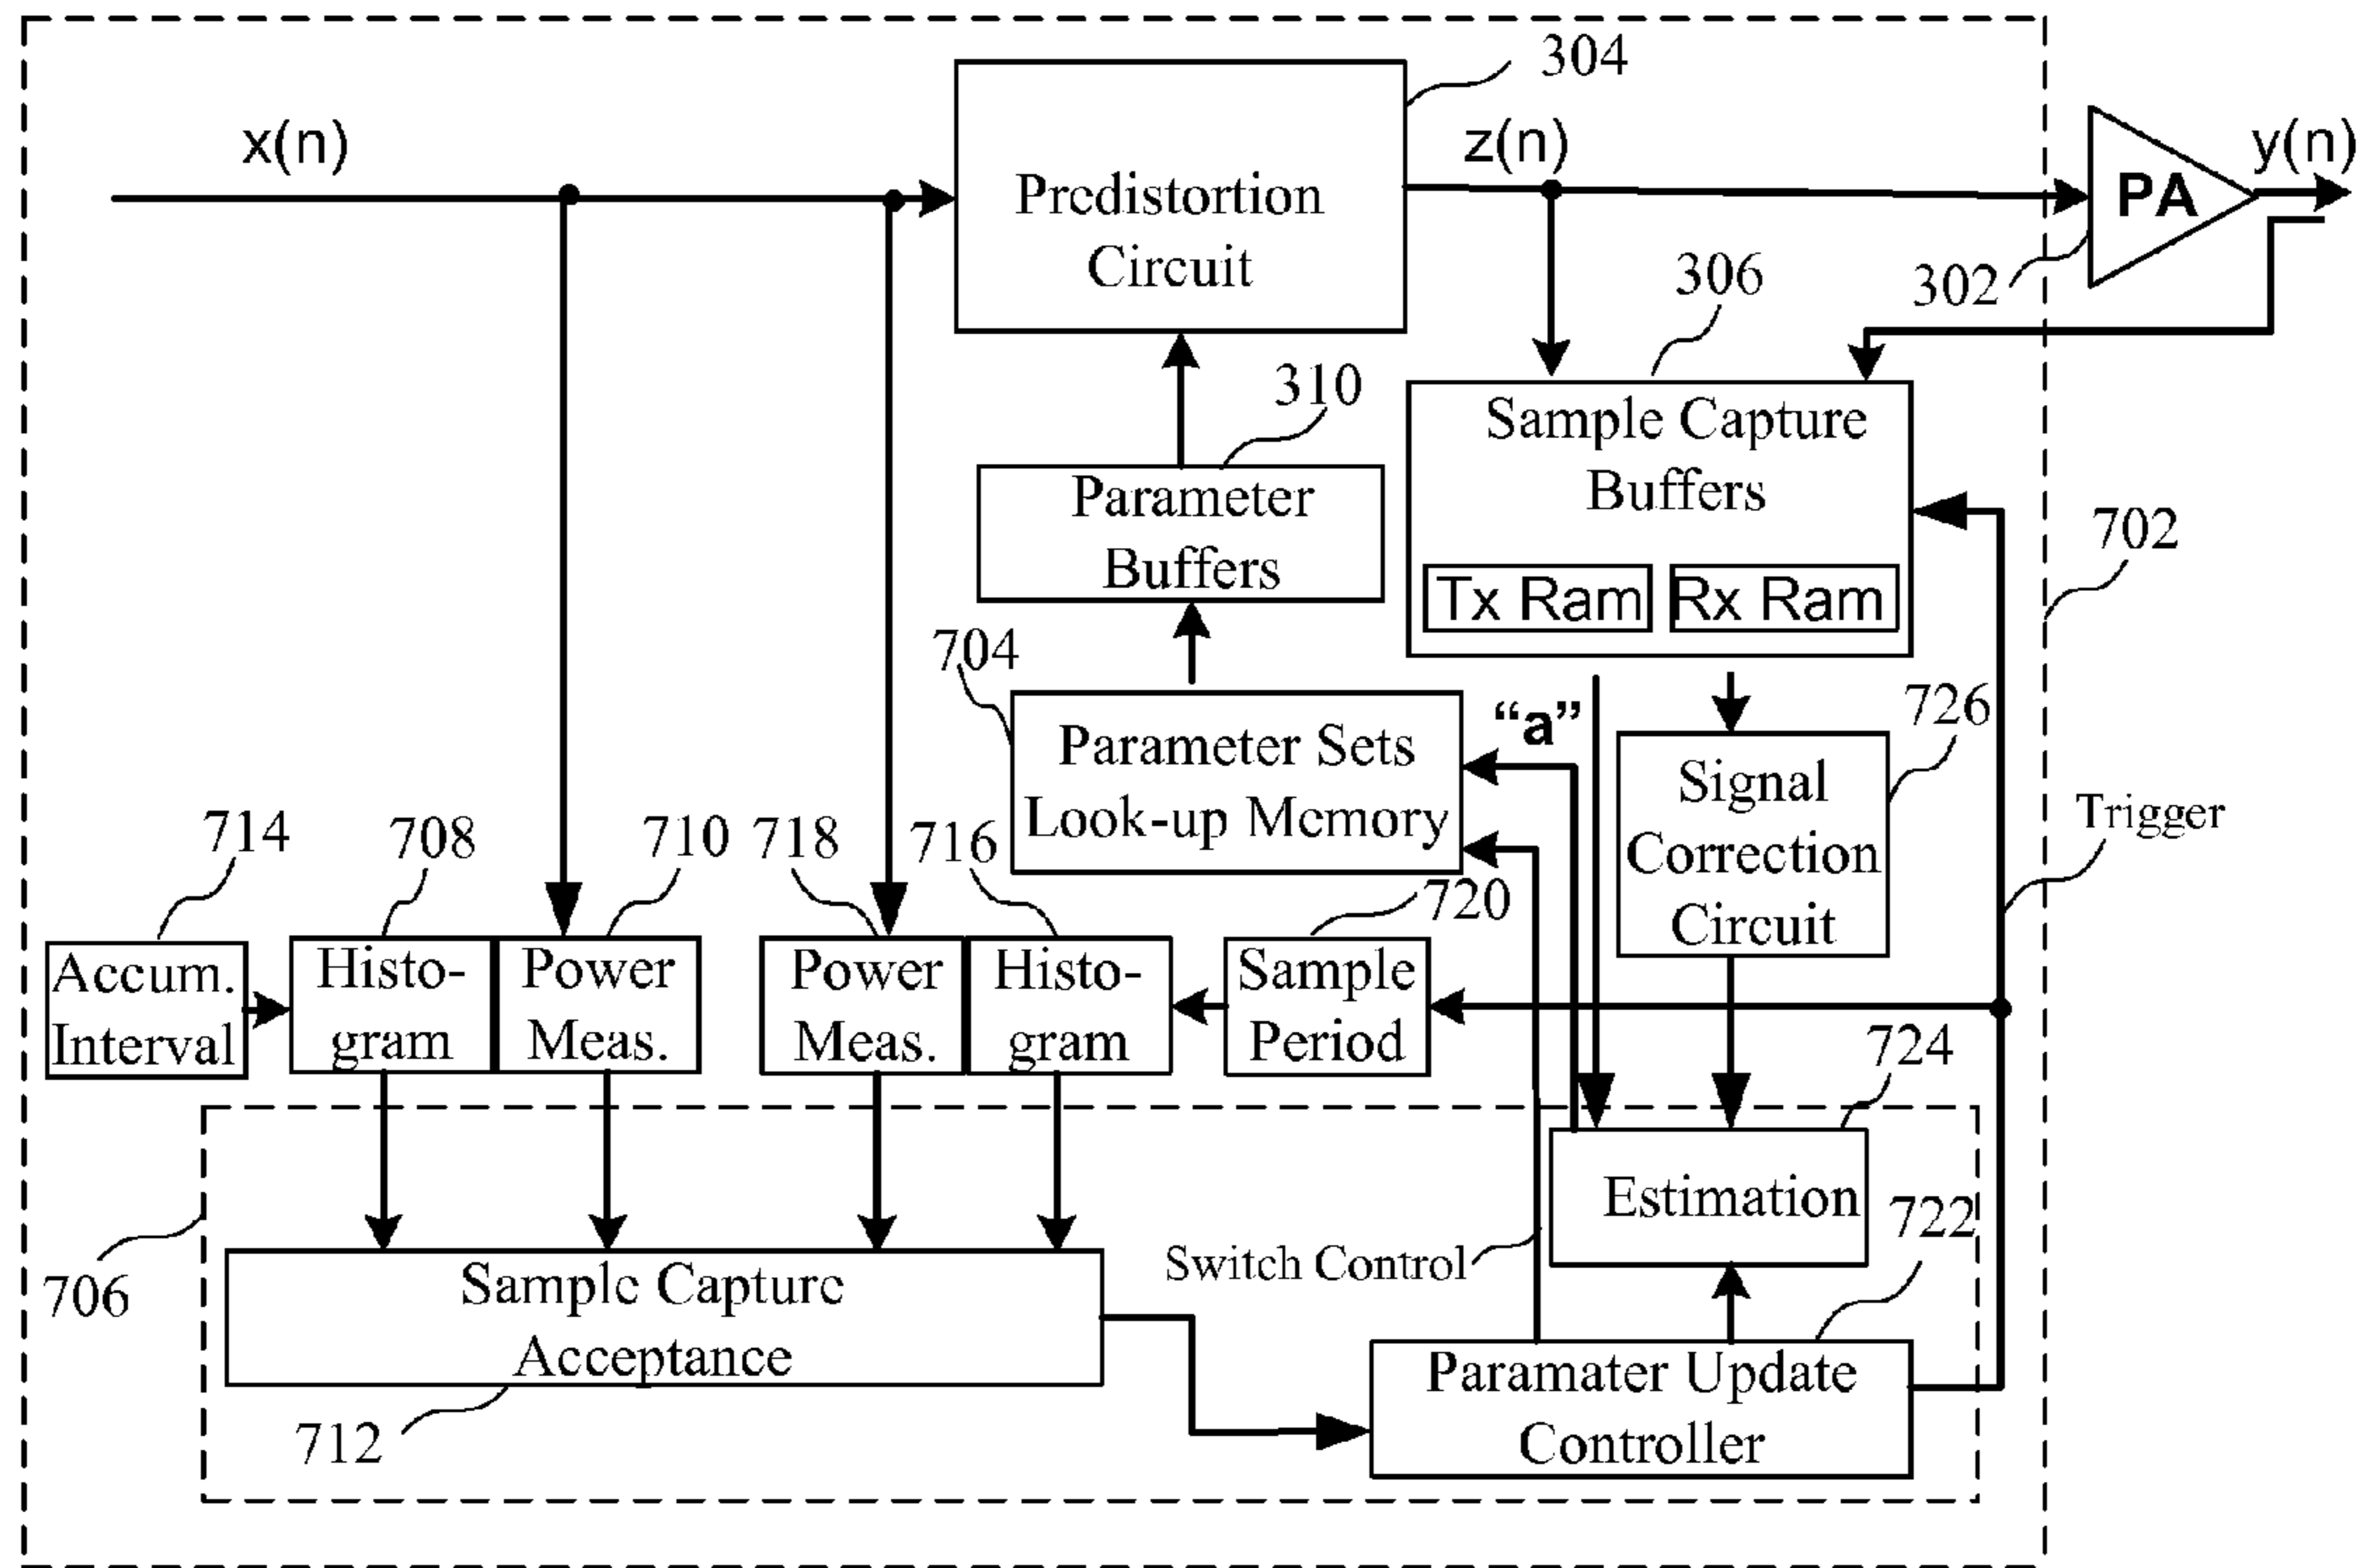 304
x(n)
z(n)
y(n)
Predistortion
Circuit
PA
302
306
310
Sample Capture
Buffers
Parameter
Buffers
Tx Ram
Rx Ram
702
704
"a"
726
Parameter Sets
Look-up Memory
Signal
Correction
Circuit
Trigger
714
708
710
718
716
720
Accum.
Interval
Histo-
gram
Power
Meas.
Power
Meas.
Histo-
gram
Sample
Period
724
Estimation
722
706
Switch Control
Sample Capture
Acceptance
Paramater Update
Controller
712